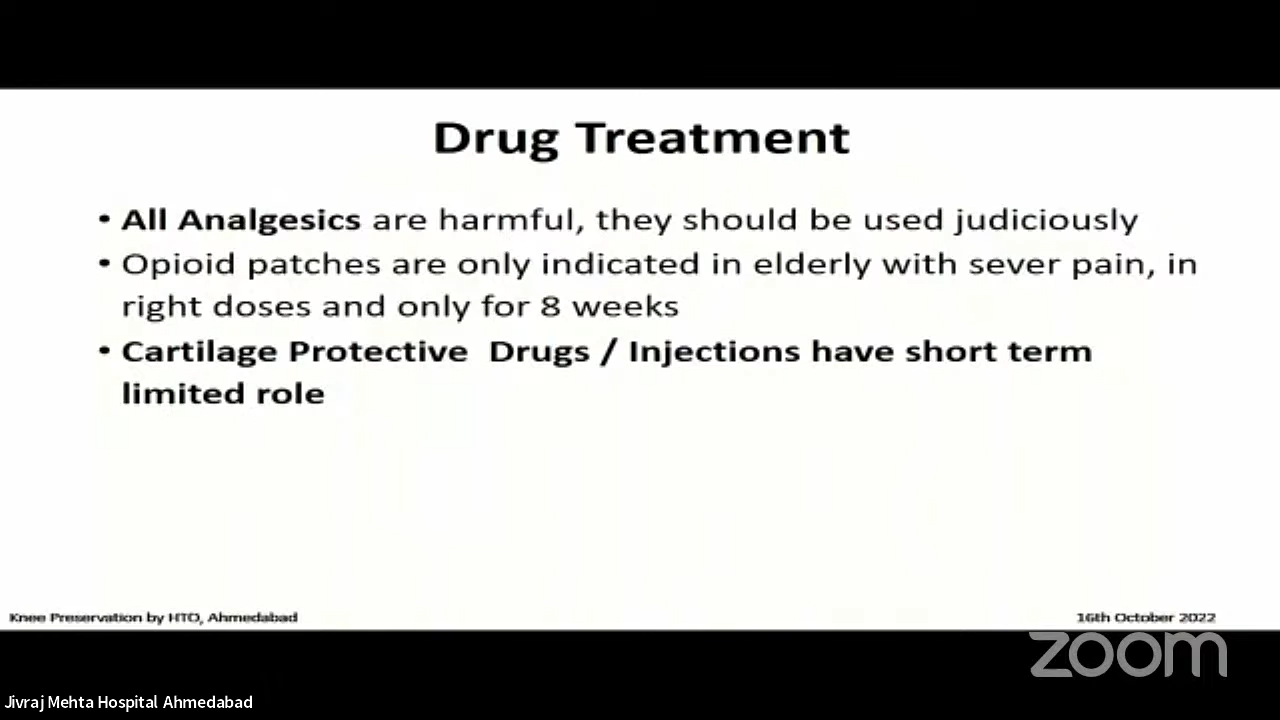 Drug Treatment
• All Analgesics are harmful, they should be used judiciously
• Opioid patches are only indicated in elderly with sever pain, in
right doses and only for 8 weeks
• Cartilage Protective Drugs / Injections have short term
limited role
Knee Preservation by HTO, Ahmedabad
16th October 2022
zoom
Jivraj Mehta Hospital Ahmedabad